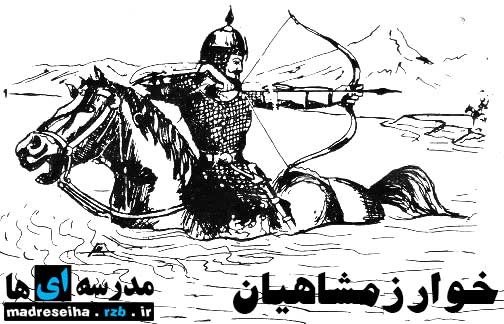 خوارزمشاهیان
مدرسه ای ها
madreseiha . rzb . ir